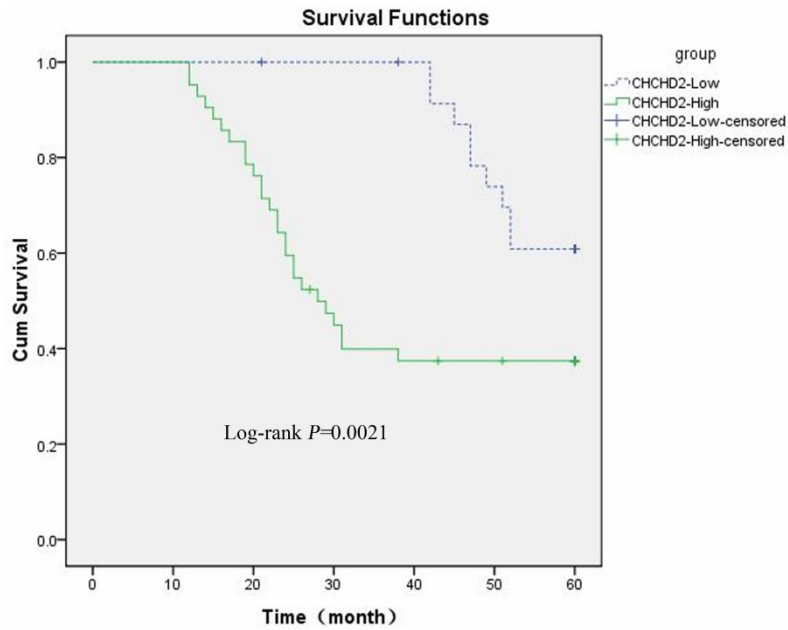 Survival Functions
group
CHCHD2-Low
CHCHD2-High
CHCHD2-Low-censored
CHCHD2-High-censored
Cum Survival
1.0
0.8
0.6
0.4
0.2
0.0
Log-rank P=0.0021
0 10 20 30 40 50 60
Time（month）